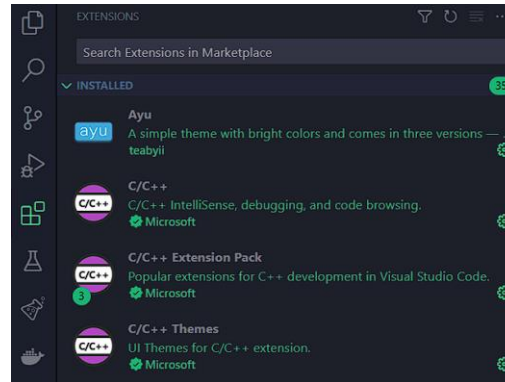 EXTENSIONS
Search Extensions in Marketplace
INSTALLED
35
ayu
Ayu
A simple theme with bright colors and comes in three versions — ...
teabyii
C/C++
C/C++
C/C++ IntelliSense, debugging, and code browsing.
Microsoft
C/C++
3
C/C++ Extension Pack
Popular extensions for C++ development in Visual Studio Code.
Microsoft
C/C++
C/C++ Themes
UI Themes for C/C++ extension.
Microsoft